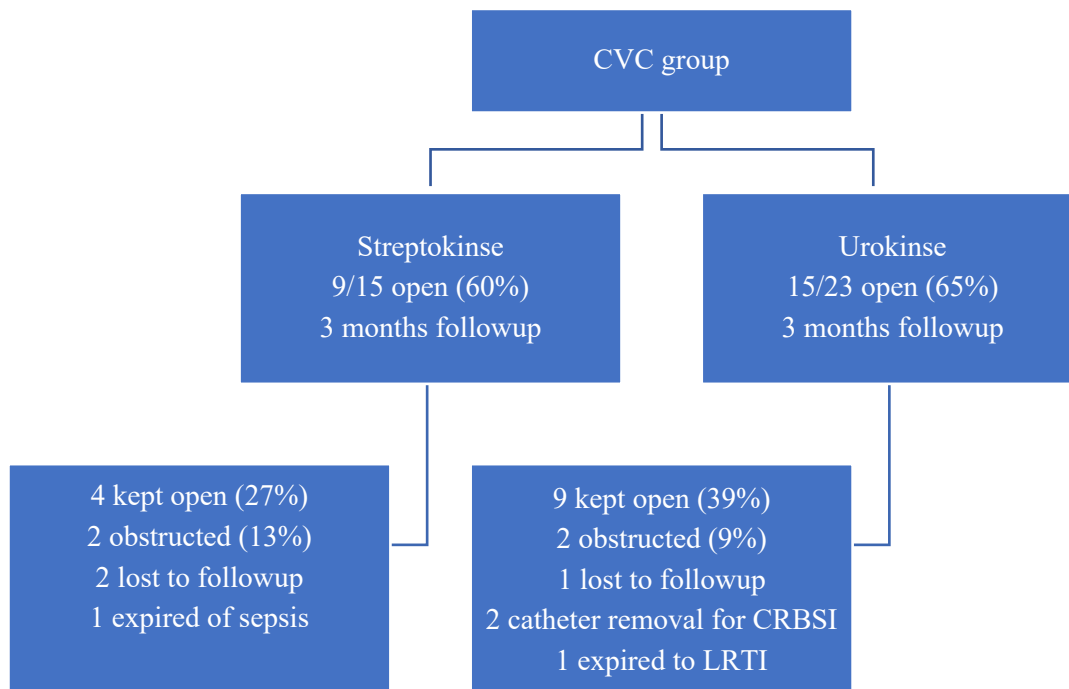 CVC group
Streptokinse
9/15 open (60%)
3 months followup
Urokinse
15/23 open (65%)
3 months followup
4 kept open (27%)
2 obstructed (13%)
2 lost to followup
1 expired of sepsis
9 kept open (39%)
2 obstructed (9%)
1 lost to followup
2 catheter removal for CRBSI
1 expired to LRTI